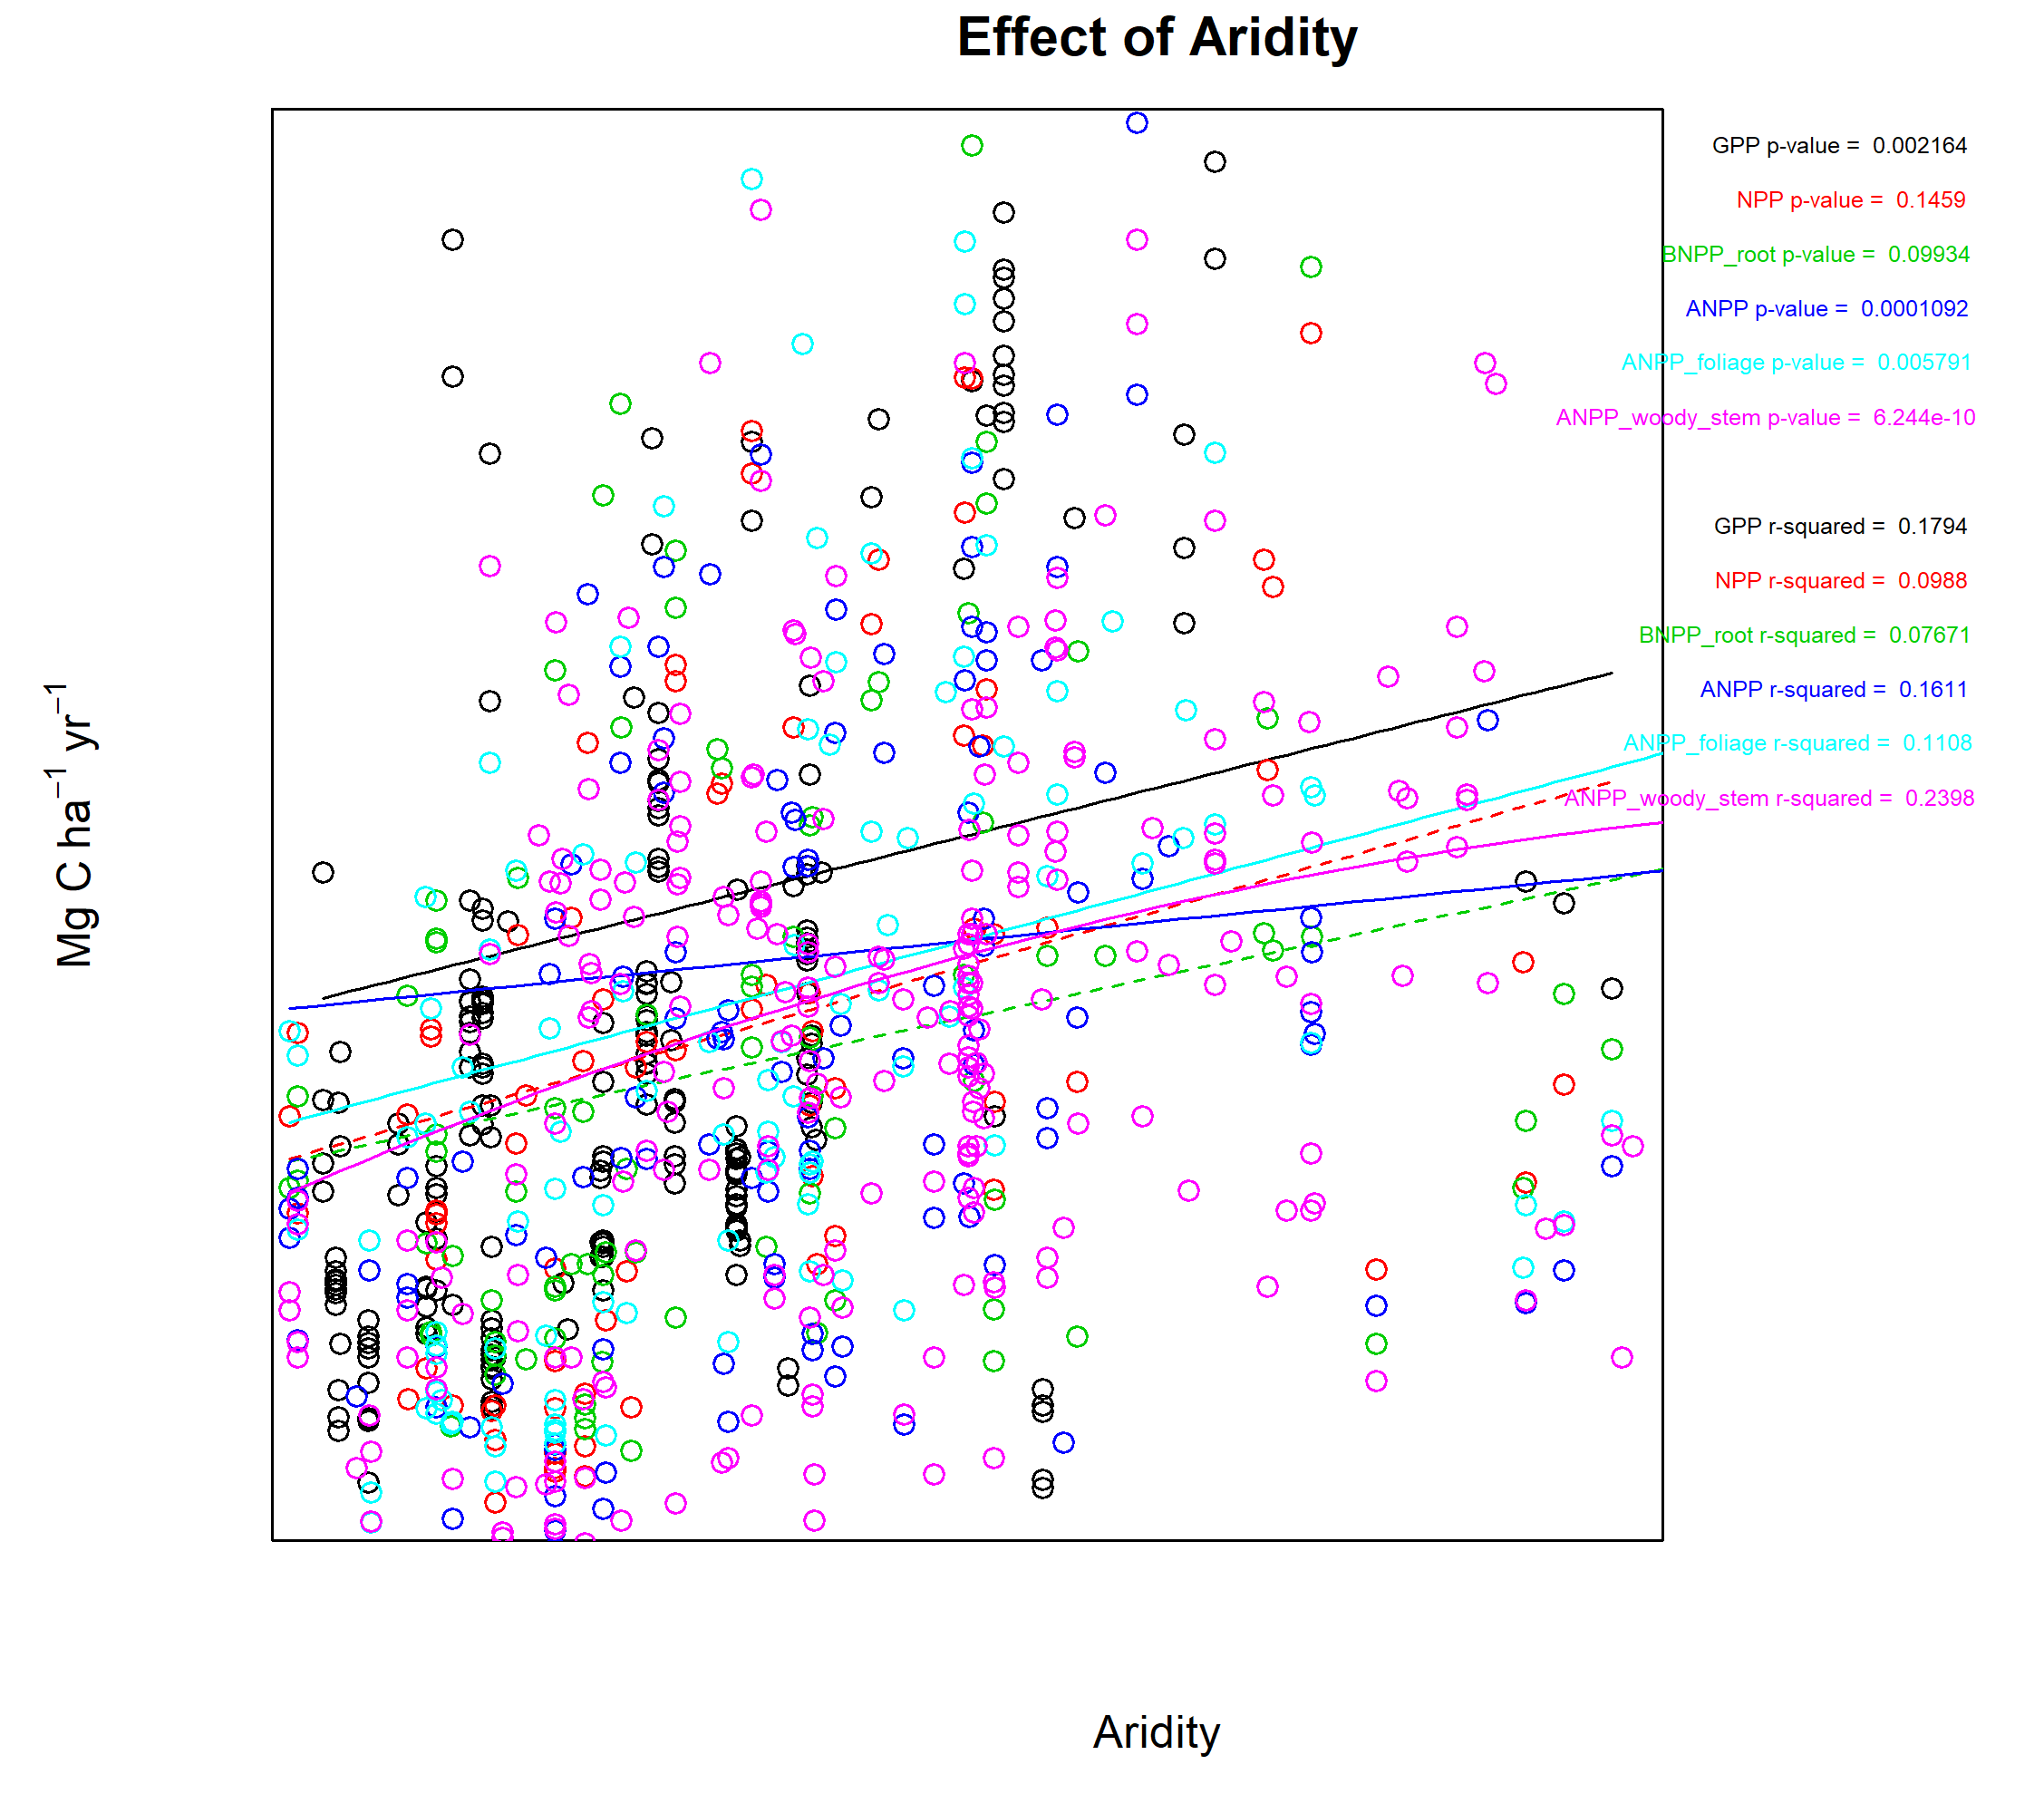 Effect of Aridity
GPP p-value = 0.002164
NPP p-value = 0.1459
BNPP_root p-value = 0.09934
ANPP p-value = 0.0001092
ANPP_foliage p-value = 0.005791
ANPP_woody_stem p-value = 6.244e-10
GPP r-squared = 0.1794
NPP r-squared = 0.0988
BNPP_root r-squared = 0.07671
ANPP r-squared = 0.1611
ANPP_foliage r-squared = 0.1108
ANPP_woody_stem r-squared = 0.2398
Mg C ha⁻¹ yr⁻¹
Aridity